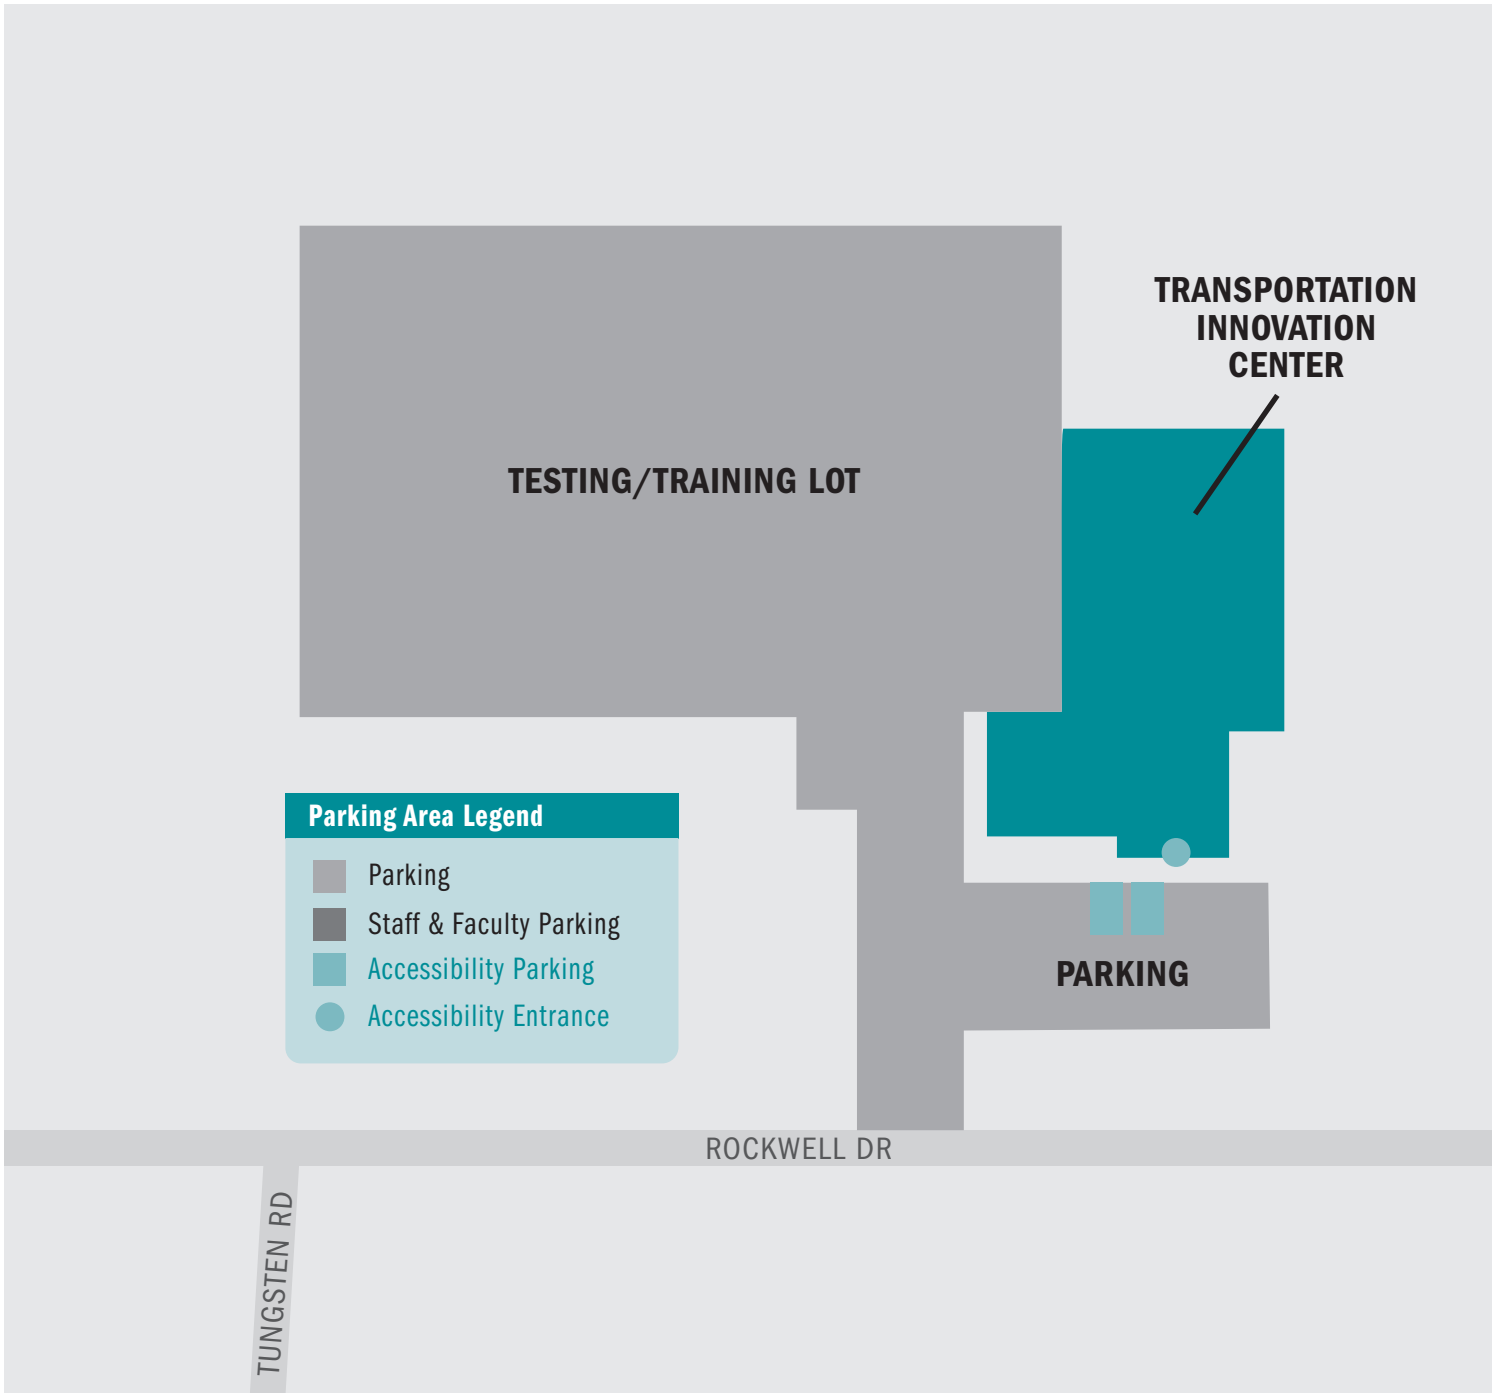 TRANSPORTATION
INNOVATION
CENTER
TESTING/TRAINING LOT
Parking Area Legend
Parking
Staff & Faculty Parking
Accessibility Parking
Accessibility Entrance
PARKING
ROCKWELL DR
TUNGSTEN RD